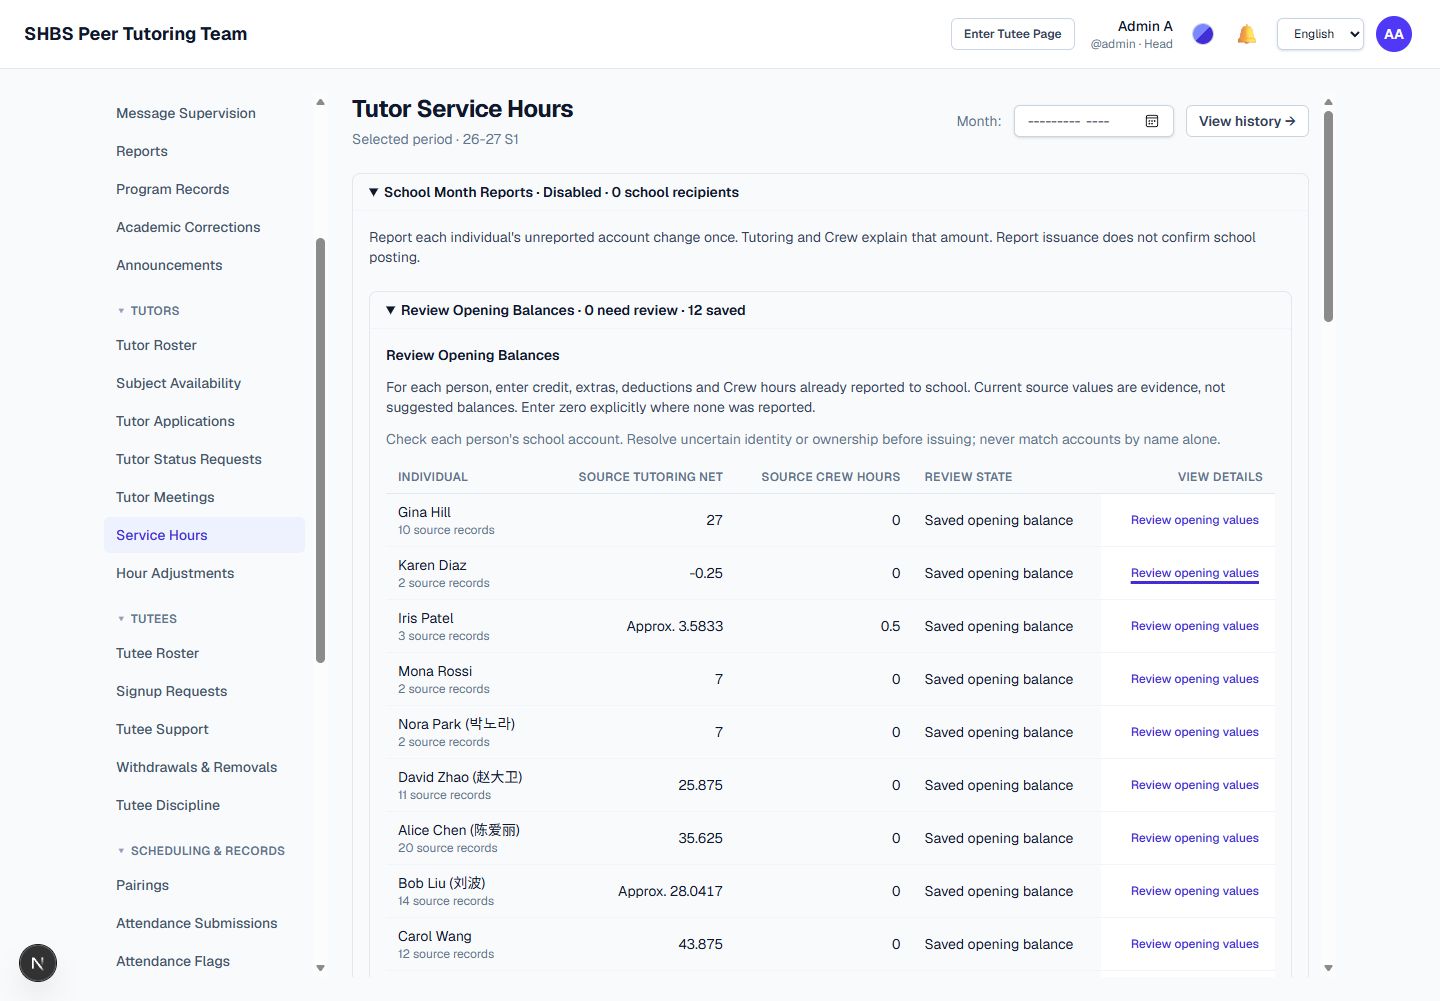 SHBS Peer Tutoring Team
Enter Tutee Page
Admin A
@admin · Head
English
AA
Message Supervision
Reports
Program Records
Academic Corrections
Announcements
▼ TUTORS
Tutor Roster
Subject Availability
Tutor Applications
Tutor Status Requests
Tutor Meetings
Service Hours
Hour Adjustments
▼ TUTEES
Tutee Roster
Signup Requests
Tutee Support
Withdrawals & Removals
Tutee Discipline
▼ SCHEDULING & RECORDS
Pairings
Attendance Submissions
Attendance Flags
N
Tutor Service Hours
Selected period · 26-27 S1
Month: --------- ----
View history →
▼ School Month Reports · Disabled · 0 school recipients
Report each individual's unreported account change once. Tutoring and Crew explain that amount. Report issuance does not confirm school
posting.
▼ Review Opening Balances · 0 need review · 12 saved
Review Opening Balances
For each person, enter credit, extras, deductions and Crew hours already reported to school. Current source values are evidence, not
suggested balances. Enter zero explicitly where none was reported.
Check each person's school account. Resolve uncertain identity or ownership before issuing; never match accounts by name alone.
INDIVIDUAL SOURCE TUTORING NET SOURCE CREW HOURS REVIEW STATE VIEW DETAILS
Gina Hill
10 source records
27 0 Saved opening balance Review opening values
Karen Diaz
2 source records
-0.25 0 Saved opening balance Review opening values
Iris Patel
3 source records
Approx. 3.5833 0.5 Saved opening balance Review opening values
Mona Rossi
2 source records
7 0 Saved opening balance Review opening values
Nora Park (박노라)
2 source records
7 0 Saved opening balance Review opening values
David Zhao (赵大卫)
11 source records
25.875 0 Saved opening balance Review opening values
Alice Chen (陈爱丽)
20 source records
35.625 0 Saved opening balance Review opening values
Bob Liu (刘波)
14 source records
Approx. 28.0417 0 Saved opening balance Review opening values
Carol Wang
12 source records
43.875 0 Saved opening balance Review opening values